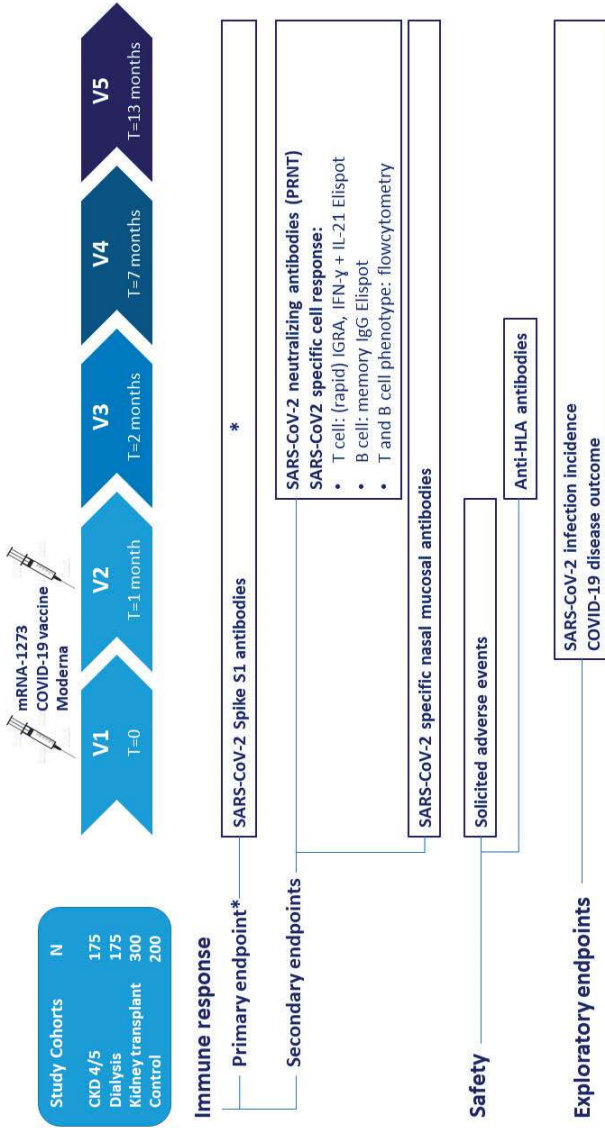 mRNA-1273
COVID-19 vaccine
Moderna
Study Cohorts N
CKD 4/5 175
Dialysis 175
Kidney transplant 300
Control 200
V1
T=0
V2
T=1 month
V3
T=2 months
V4
T=7 months
V5
T=13 months
Immune response
Primary endpoint*
SARS-CoV-2 Spike S1 antibodies *
Secondary endpoints
SARS-CoV-2 neutralizing antibodies (PRNT)
SARS-CoV2 specific cell response:
• T cell: (rapid) IGRA, IFN-γ + IL-21 Elispot
• B cell: memory IgG Elispot
• T and B cell phenotype: flowcytometry
SARS-CoV-2 specific nasal mucosal antibodies
Safety
Solicited adverse events
Anti-HLA antibodies
Exploratory endpoints
SARS-CoV-2 infection incidence
COVID-19 disease outcome